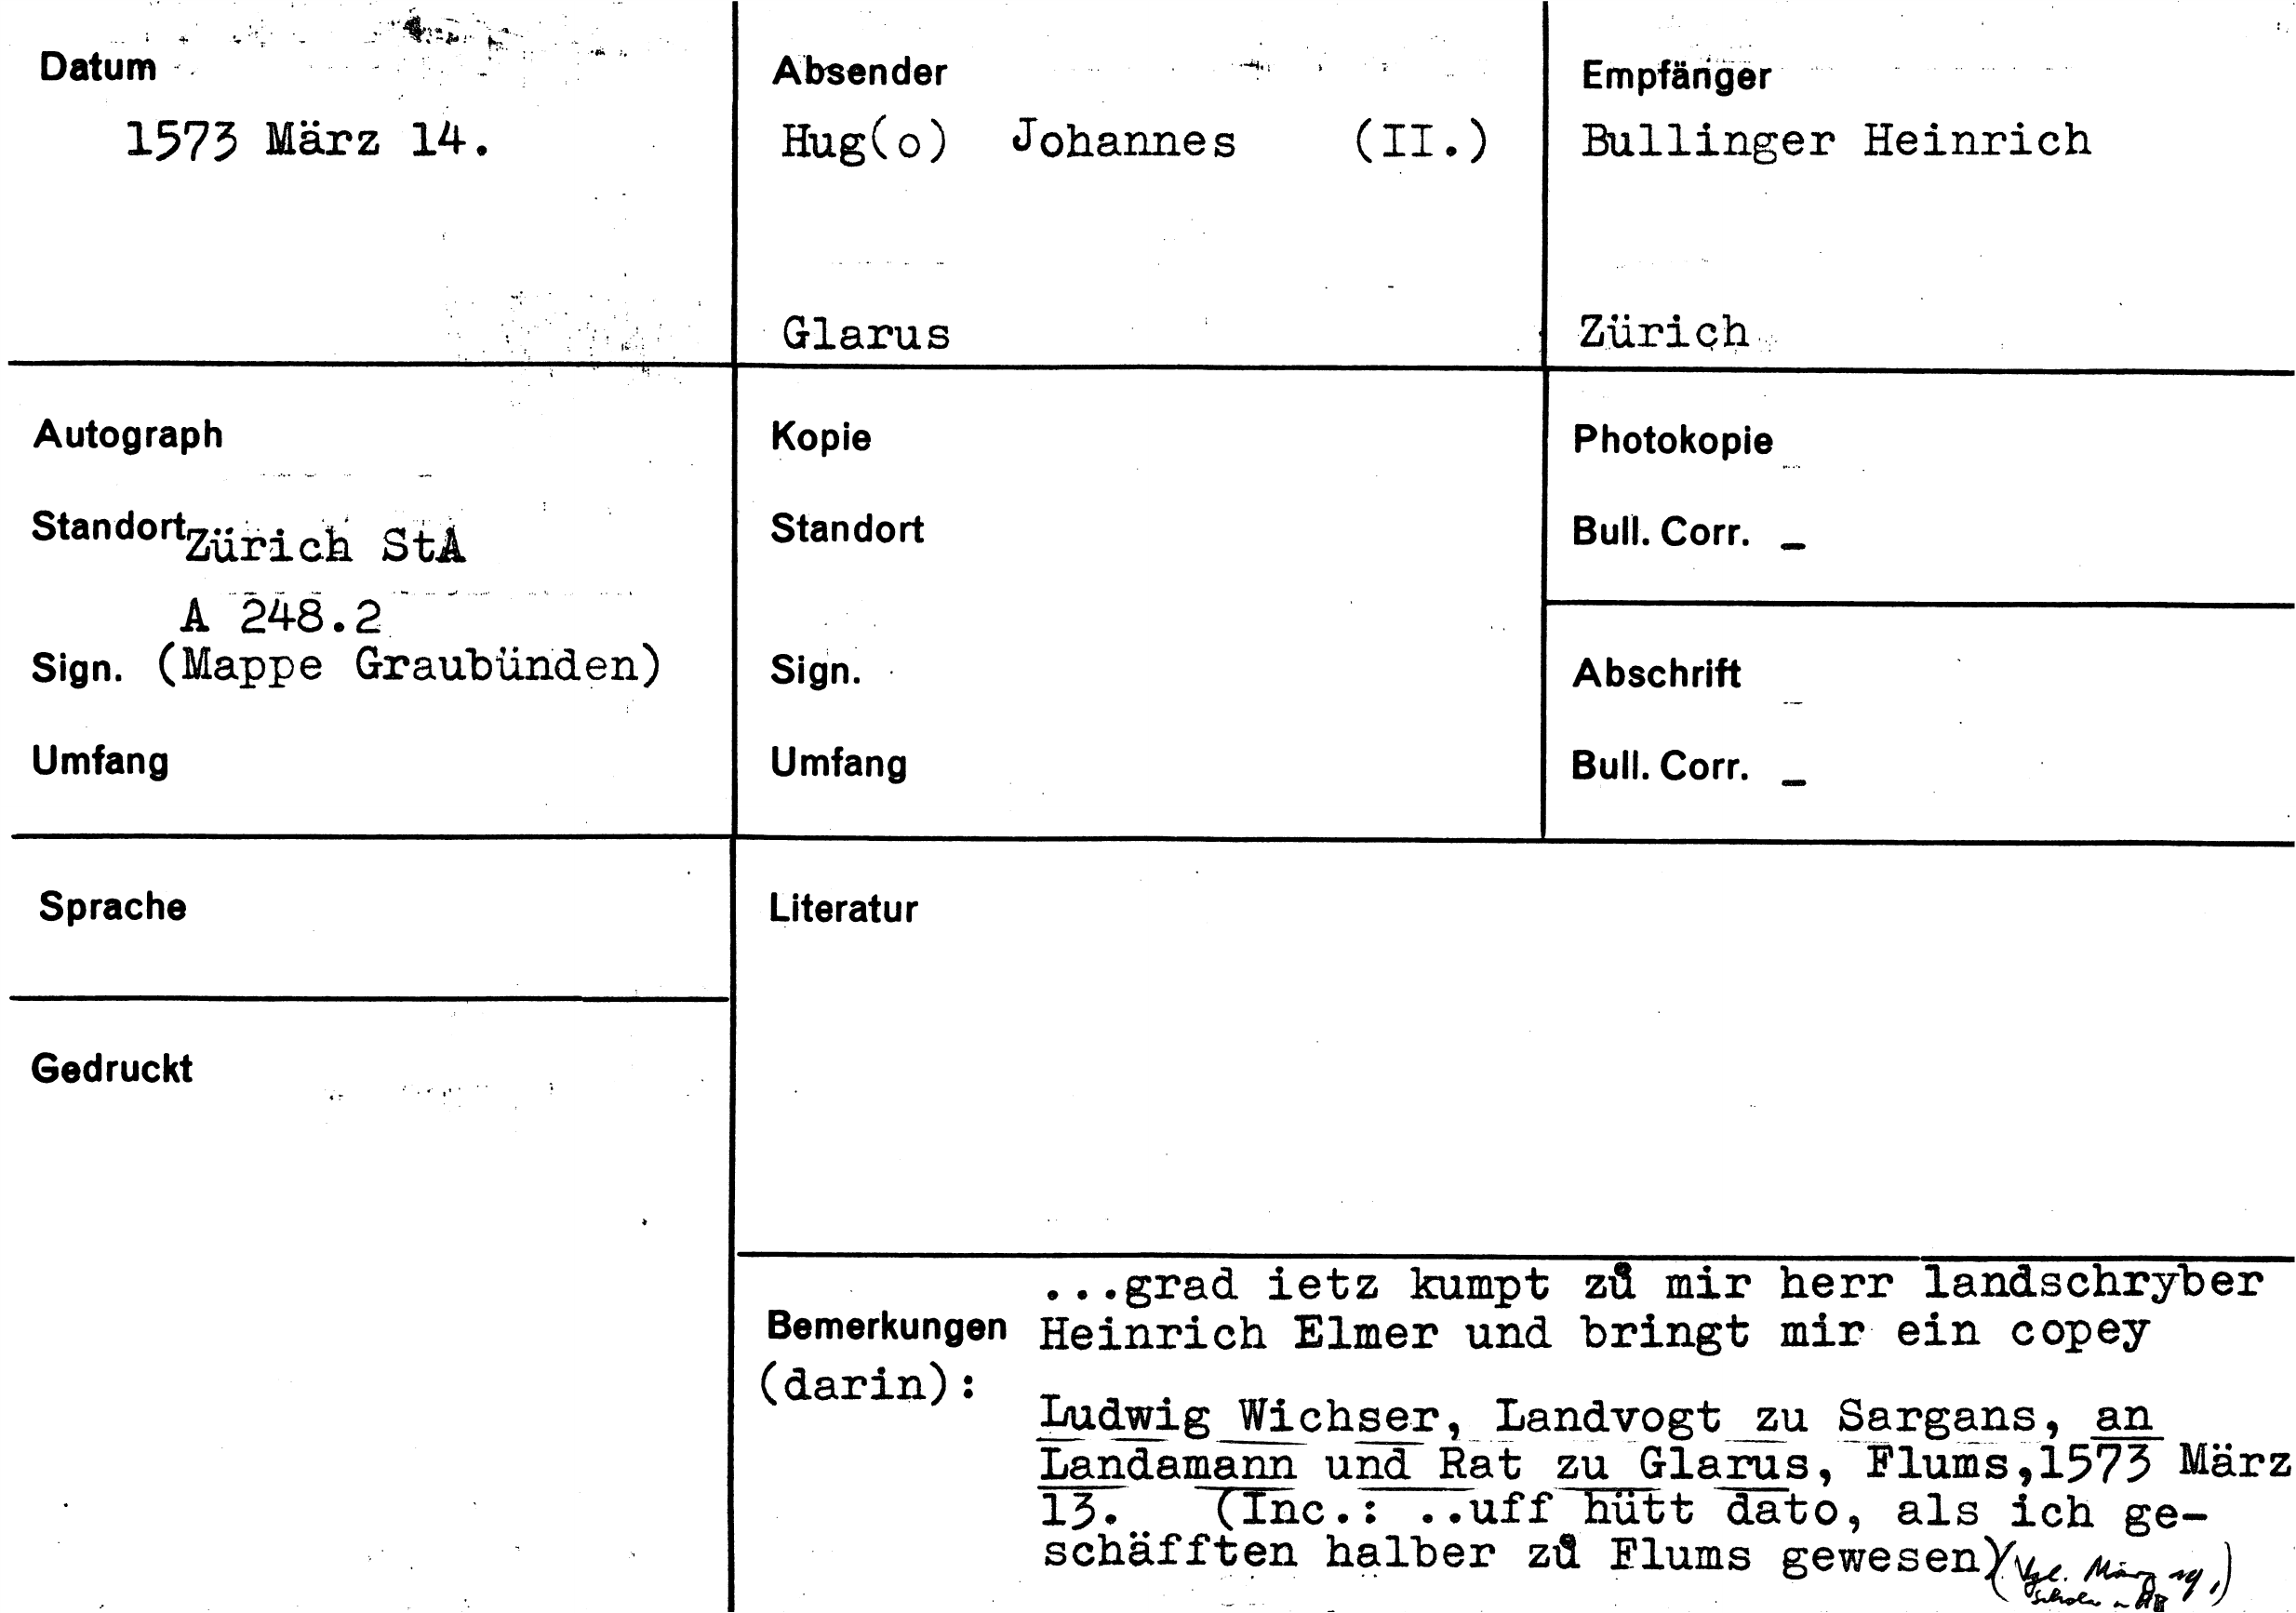 Datum
1573 März 14.
Absender
Hug(o) Johannes (II.)
Glarus
Empfänger
Bullinger Heinrich
Zürich
Autograph
Standort Zürich StA
A 248.2
Sign. (Mappe Graubünden)
Umfang
Kopie
Standort
Sign.
Umfang
Photokopie
Bull. Corr. –
Abschrift
Bull. Corr. –
Sprache
Gedruckt
Literatur
...grad ietz kumpt zů mir herr landschryber
Bemerkungen Heinrich Elmer und bringt mir ein copey
(darin):
Ludwig Wichser, Landvogt zu Sargans, an
Landamann und Rat zu Glarus, Flums,1573 März
13. (Inc.: ..uff hütt dato, als ich ge-
schäfften halber zů Flums gewesen) (Vgl. März 19,)